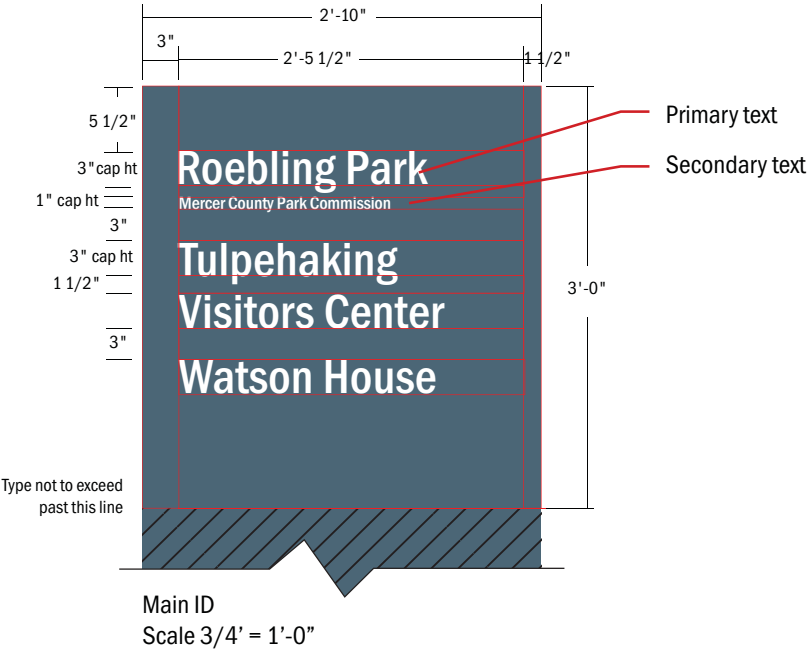 2'-10"
3"
2'-5 1/2"
1 1/2"
5 1/2"
Primary text
3"cap ht
Roebling Park
Secondary text
1" cap ht
Mercer County Park Commission
3"
3" cap ht
Tulpehaking
1 1/2"
3'-0"
Visitors Center
3"
Watson House
Type not to exceed
past this line
Main ID
Scale 3/4’ = 1’-0”